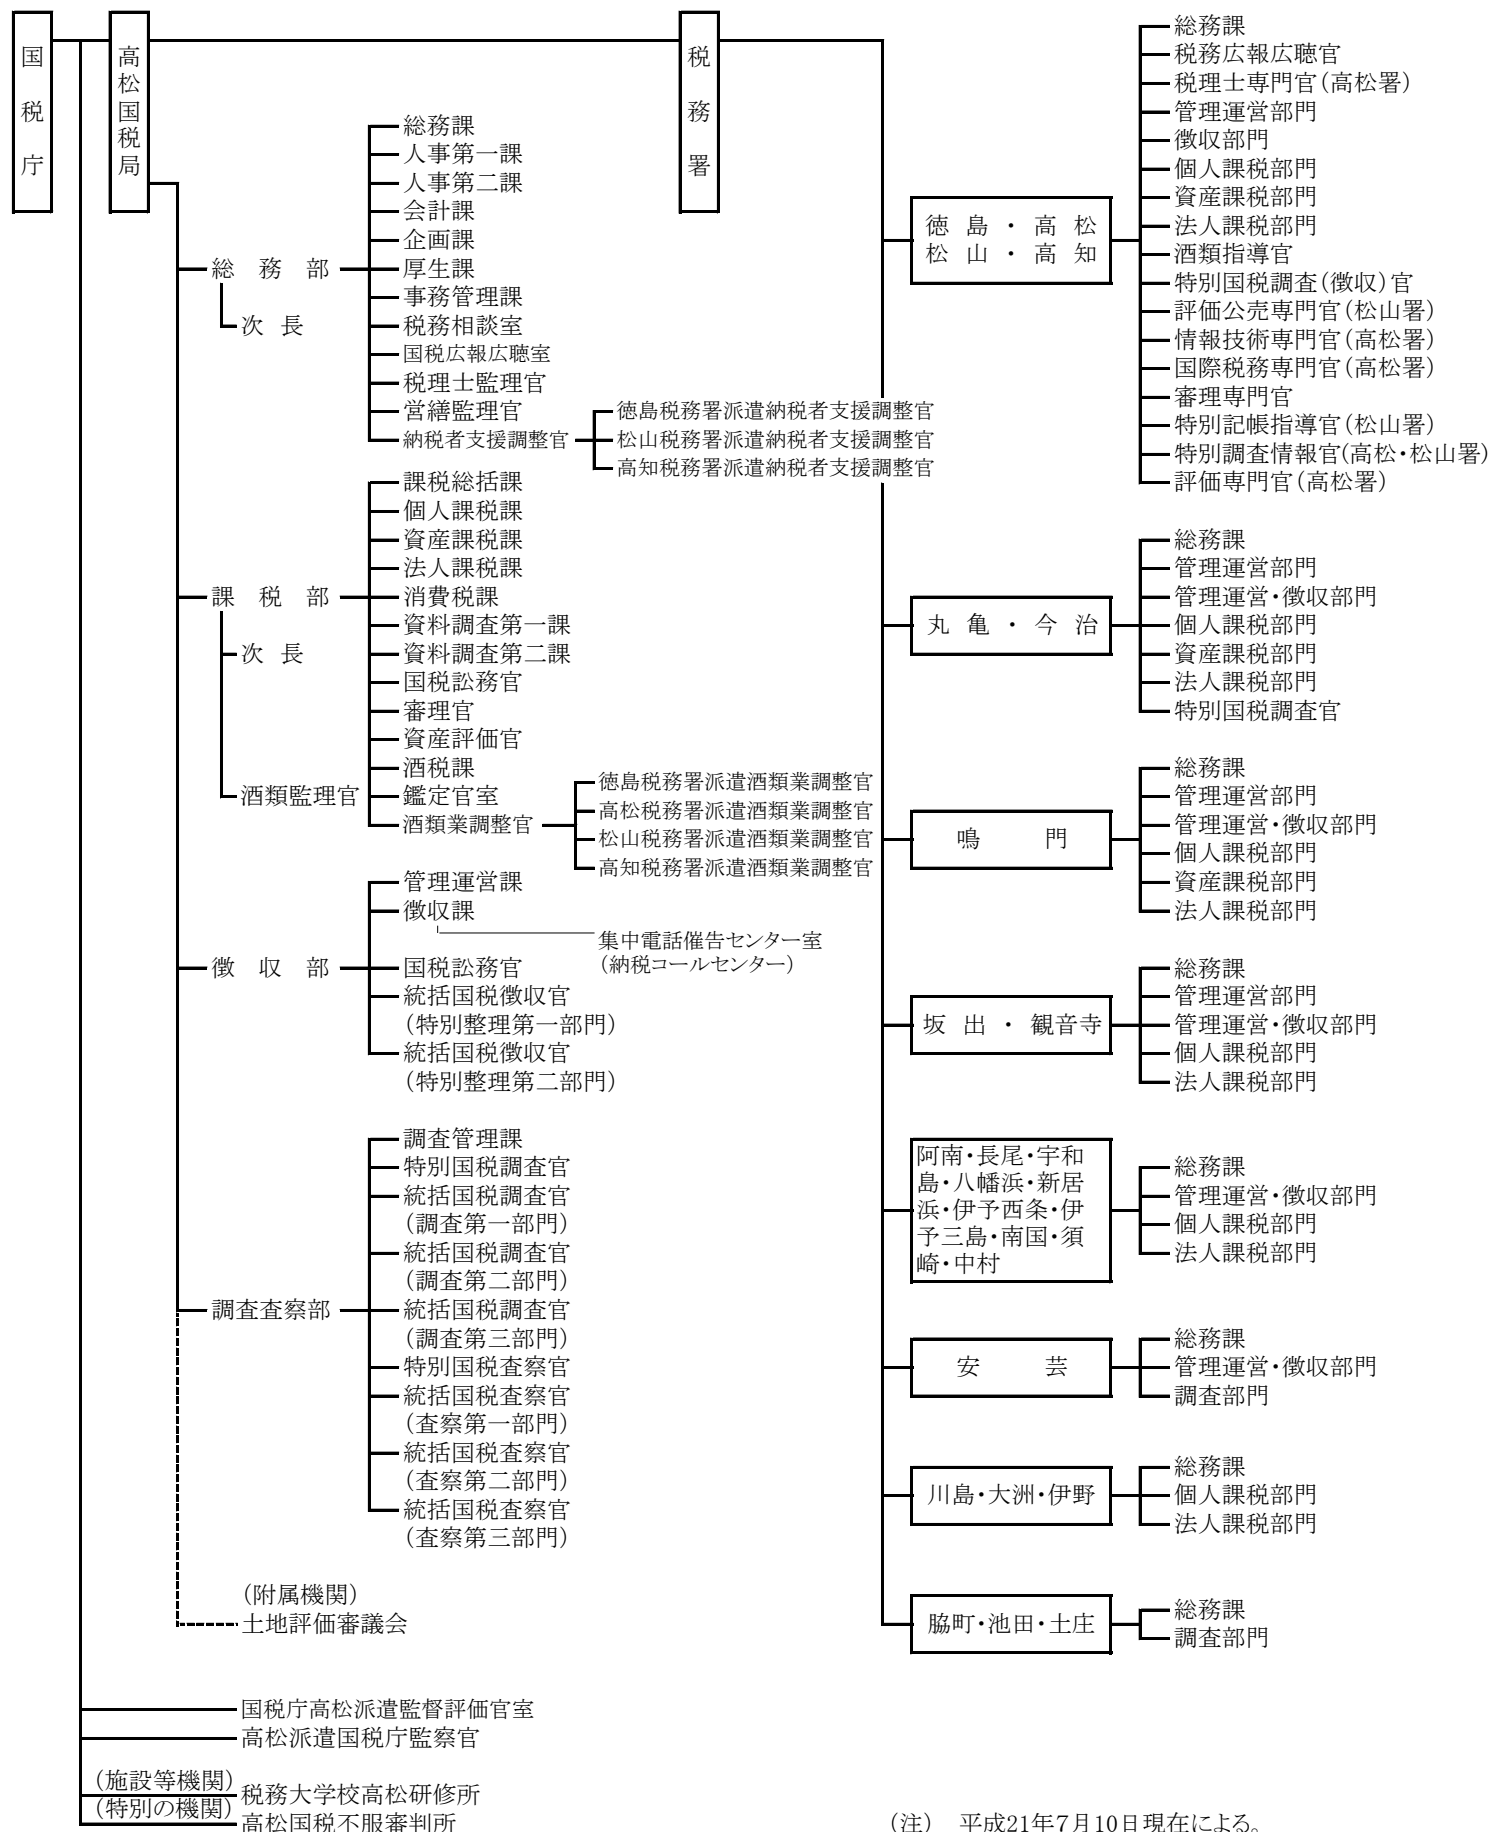 国税庁
高松国税局
総務部
次長
総務課
人事第一課
人事第二課
会計課
企画課
厚生課
事務管理課
税務相談室
国税広報広聴室
税理士監理官
営繕監理官
納税者支援調整官
徳島税務署派遣納税者支援調整官
松山税務署派遣納税者支援調整官
高知税務署派遣納税者支援調整官
課税部
次長
酒類監理官
課税総括課
個人課税課
資産課税課
法人課税課
消費税課
資料調査第一課
資料調査第二課
国税訟務官
審理官
資産評価官
酒税課
鑑定官室
酒類業調整官
徳島税務署派遣酒類業調整官
高松税務署派遣酒類業調整官
松山税務署派遣酒類業調整官
高知税務署派遣酒類業調整官
徴収部
管理運営課
徴収課
集中電話催告センター室
(納税コールセンター)
国税訟務官
統括国税徴収官
(特別整理第一部門)
統括国税徴収官
(特別整理第二部門)
調査査察部
調査管理課
特別国税調査官
統括国税調査官
(調査第一部門)
統括国税調査官
(調査第二部門)
統括国税調査官
(調査第三部門)
特別国税査察官
統括国税査察官
(査察第一部門)
統括国税査察官
(査察第二部門)
統括国税査察官
(査察第三部門)
(附属機関)
土地評価審議会
国税庁高松派遣監督評価官室
高松派遣国税庁監察官
(施設等機関)
税務大学校高松研修所
(特別の機関)
高松国税不服審判所
税務署
徳島・高松
松山・高知
総務課
税務広報広聴官
税理士専門官(高松署)
管理運営部門
徴収部門
個人課税部門
資産課税部門
法人課税部門
酒類指導官
特別国税調査(徴収)官
評価公売専門官(松山署)
情報技術専門官(高松署)
国際税務専門官(高松署)
審理専門官
特別記帳指導官(松山署)
特別調査情報官(高松・松山署)
評価専門官(高松署)
丸亀・今治
総務課
管理運営部門
管理運営・徴収部門
個人課税部門
資産課税部門
法人課税部門
特別国税調査官
鳴門
総務課
管理運営部門
管理運営・徴収部門
個人課税部門
資産課税部門
法人課税部門
坂出・観音寺
総務課
管理運営部門
管理運営・徴収部門
個人課税部門
法人課税部門
阿南・長尾・宇和
島・八幡浜・新居
浜・伊予西条・伊
予三島・南国・須
崎・中村
総務課
管理運営・徴収部門
個人課税部門
法人課税部門
安芸
総務課
管理運営・徴収部門
調査部門
川島・大洲・伊野
総務課
個人課税部門
法人課税部門
脇町・池田・土庄
総務課
調査部門
(注) 平成21年7月10日現在による。